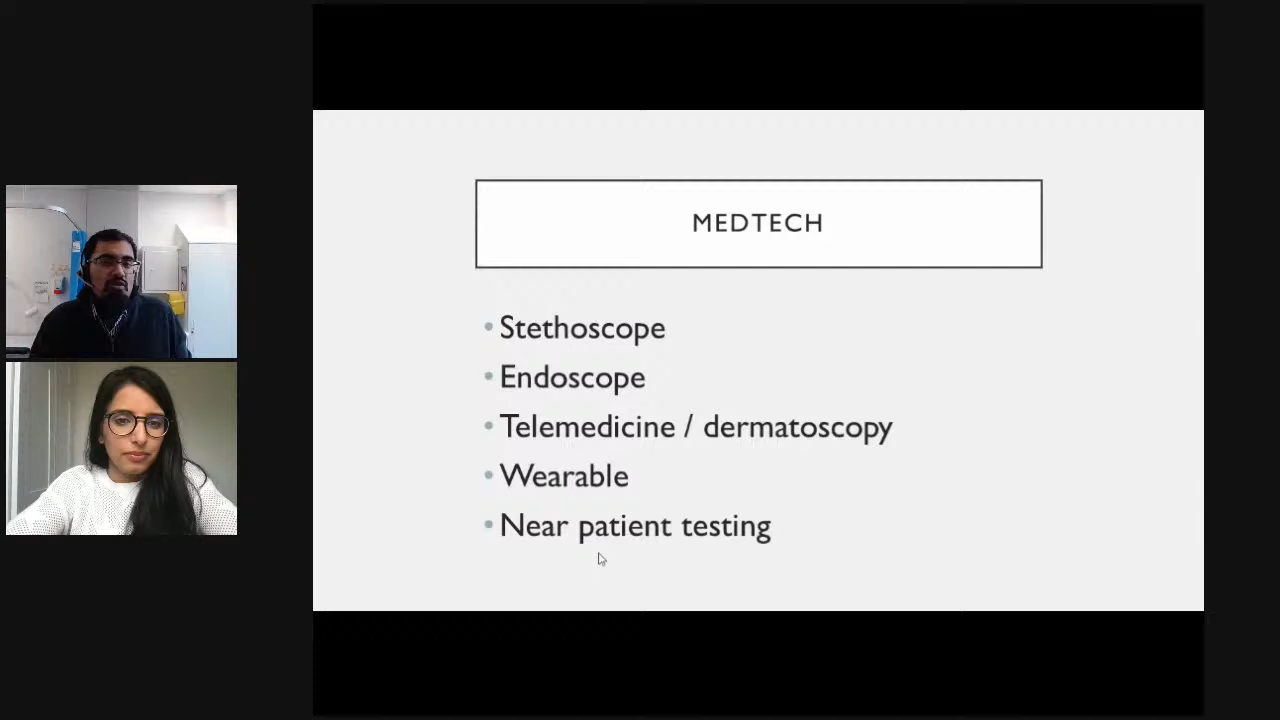 MEDTECH
• Stethoscope
• Endoscope
• Telemedicine / dermatoscopy
• Wearable
• Near patient testing